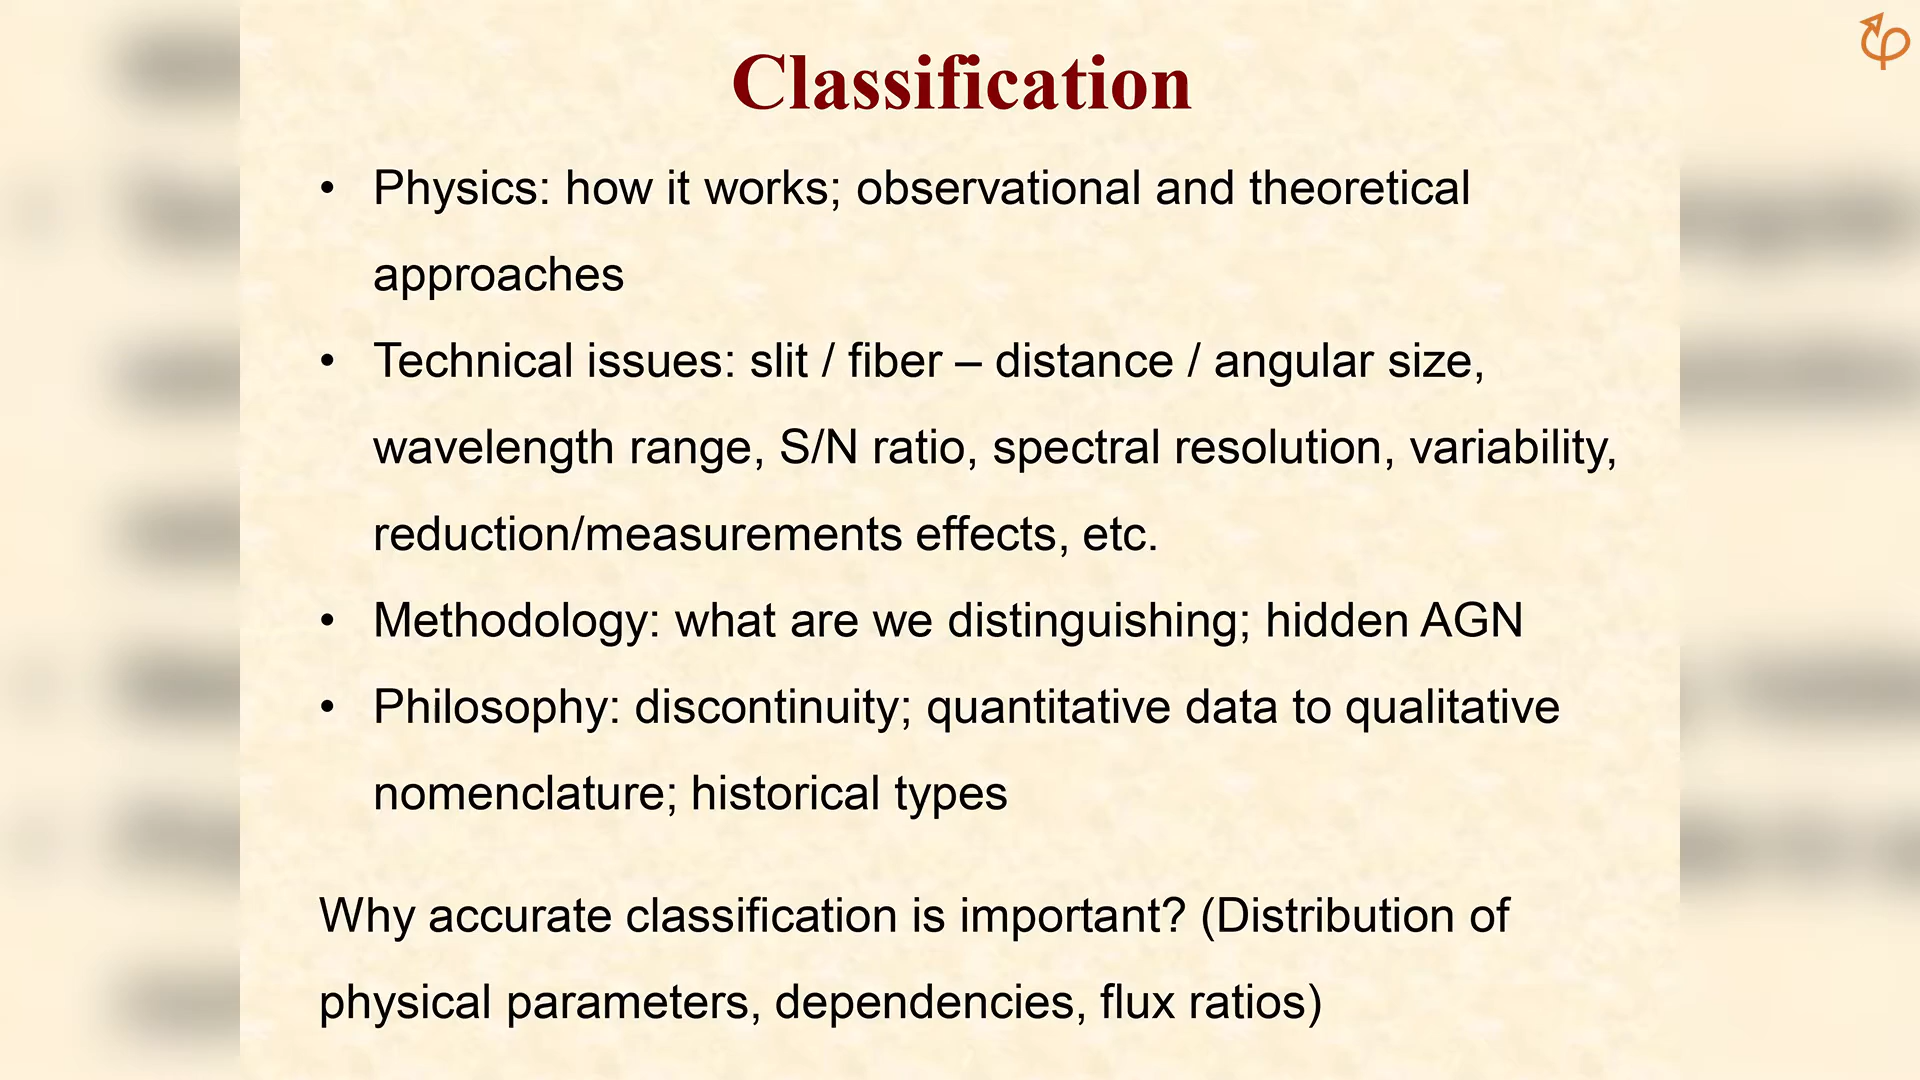 Classification
• Physics: how it works; observational and theoretical
approaches
• Technical issues: slit / fiber – distance / angular size,
wavelength range, S/N ratio, spectral resolution, variability,
reduction/measurements effects, etc.
• Methodology: what are we distinguishing; hidden AGN
• Philosophy: discontinuity; quantitative data to qualitative
nomenclature; historical types
Why accurate classification is important? (Distribution of
physical parameters, dependencies, flux ratios)